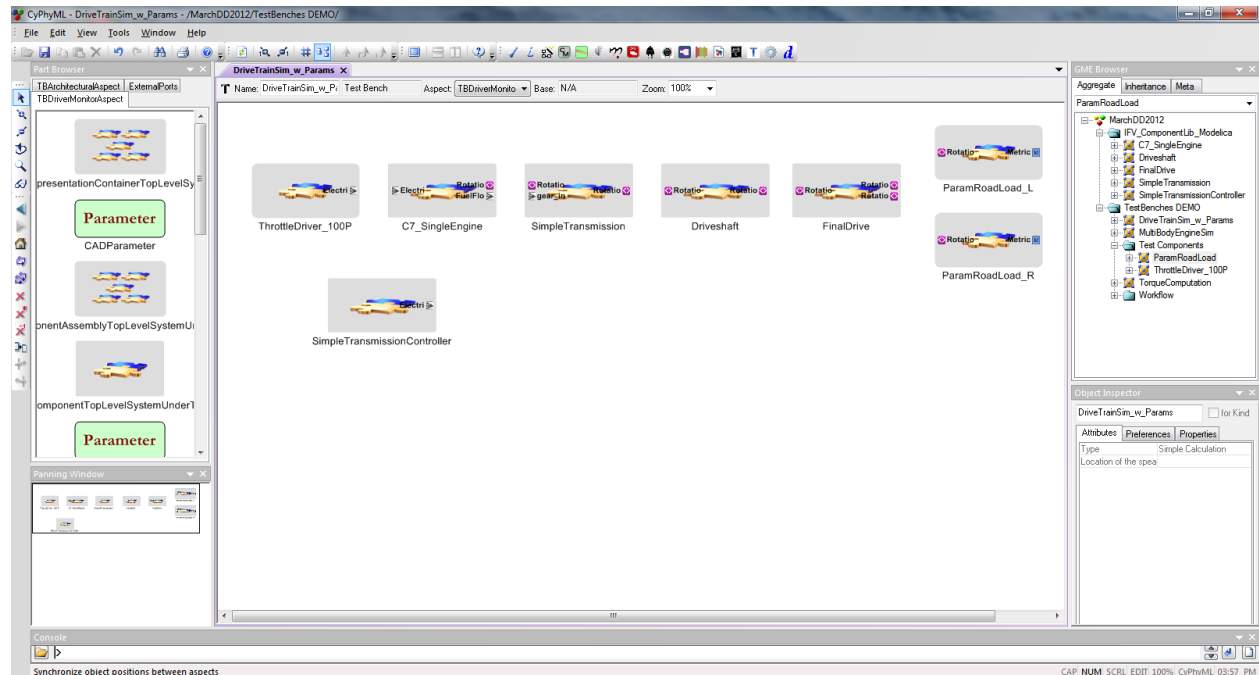 CyPhyML - DriveTrainSim_w_Params - /MarchDD2012/TestBenches DEMO/
File Edit View Tools Window Help
Part Browser
TBArchitecturalAspect ExternalPorts
TBDriverMonitorAspect
presentationContainerTopLevelSy
Parameter
CADParameter
onentAssemblyTopLevelSystemU
omponentTopLevelSystemUnderT
Parameter
Panning Window
DriveTrainSim_w_Params
Name: DriveTrainSim_w_P Test Bench Aspect: TBDriverMonito Base: N/A Zoom: 100%
Electri
ThrottleDriver_100P
Electri Rotatio
FuelFlo
C7_SingleEngine
Rotatio
gear_in Rotatio
SimpleTransmission
Rotatio Rotatio
Driveshaft
Rotatio Rotatio
Rotatio
FinalDrive
Rotatio Metric
ParamRoadLoad_L
Rotatio Metric
ParamRoadLoad_R
Electri
SimpleTransmissionController
GME Browser
Aggregate Inheritance Meta
ParamRoadLoad
MarchDD2012
IFV_ComponentLib_Modelica
C7_SingleEngine
Driveshaft
FinalDrive
SimpleTransmission
SimpleTransmissionController
TestBenches DEMO
DriveTrainSim_w_Params
MultiBodyEngineSim
Test Components
ParamRoadLoad
ThrottleDriver_100P
TorqueComputation
Workflow
Object Inspector
DriveTrainSim_w_Params for Kind
Attributes Preferences Properties
Type Simple Calculation
Location of the spea
Console
Synchronize object positions between aspects
CAP NUM SCRL EDIT 100% CyPhyML 03:57 PM